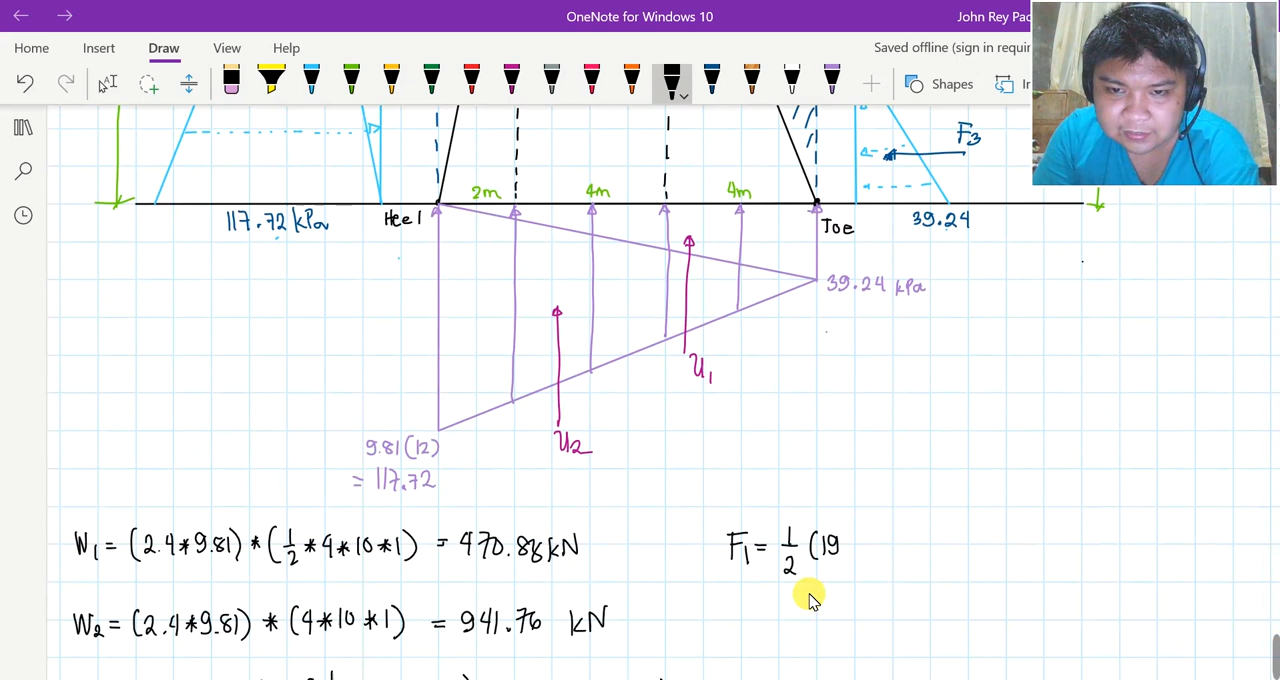 OneNote for Windows 10
John Rey Pac
Home Insert Draw View Help
Saved offline (sign in requir
Shapes
F3
2m 4m 4m
117.72 kPa Heel Toe 39.24
39.24 kPa
U1
U2
9.81(12)
= 117.72
W1 = (2.4*9.81) * (1/2 *4*10*1) = 470.88kN
F1 = 1/2 (19
W2 = (2.4*9.81) * (4*10*1) = 941.76 kN